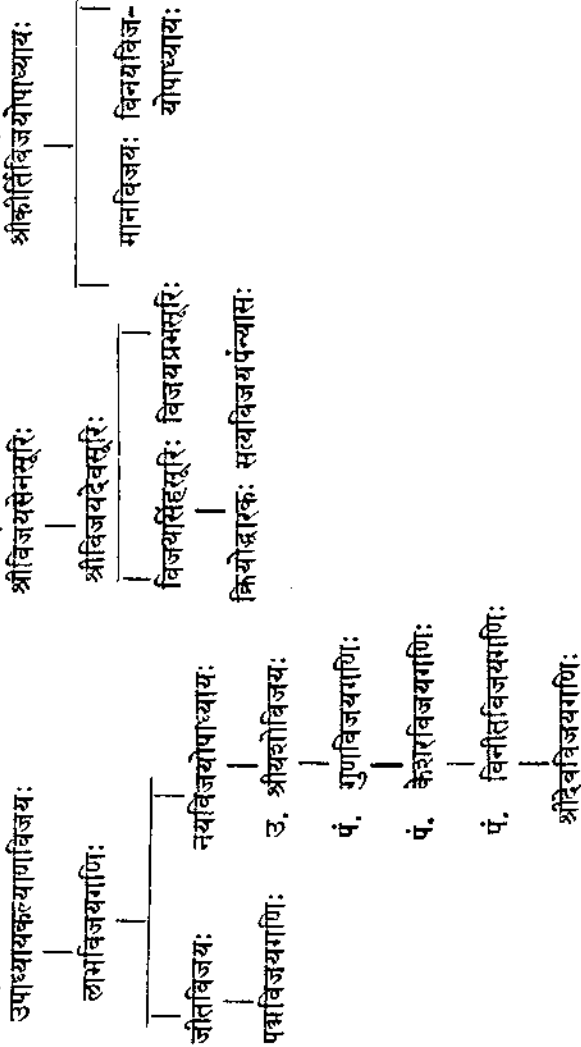 उपाध्यायकल्याणविजयः
लाभविजयगणिः
जीतविजयः नयविजयोपाध्यायः
पद्मविजयगणिः
उ. श्रीयशोविजयः
पं. गुणविजयगणिः
पं. केशरविजयगणिः
पं. विनीतविजयगणिः
श्रीदेवविजयगणिः
श्रीविजयसेनसूरिः
श्रीविजयदेवसूरिः
विजयसिंहसूरिः विजयप्रभसूरिः
क्रियोद्धारकः सत्यविजयपंन्यासः
श्रीकीर्तिविजयोपाध्यायः
मानविजयः विनयविज-
योपाध्यायः